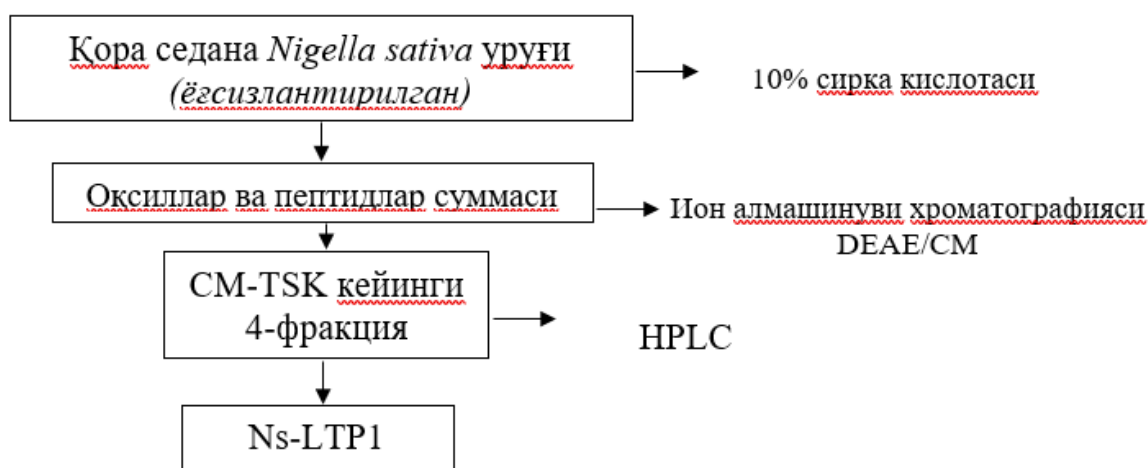 Қора седана Nigella sativa уруғи
(ёғсизлантирилган)
10% сирка кислотаси
Оқсиллар ва пептидлар суммаси
Ион алмашинуви хроматографияси
DEAE/CM
CM-TSK кейинги
4-фракция
HPLC
Ns-LTP1